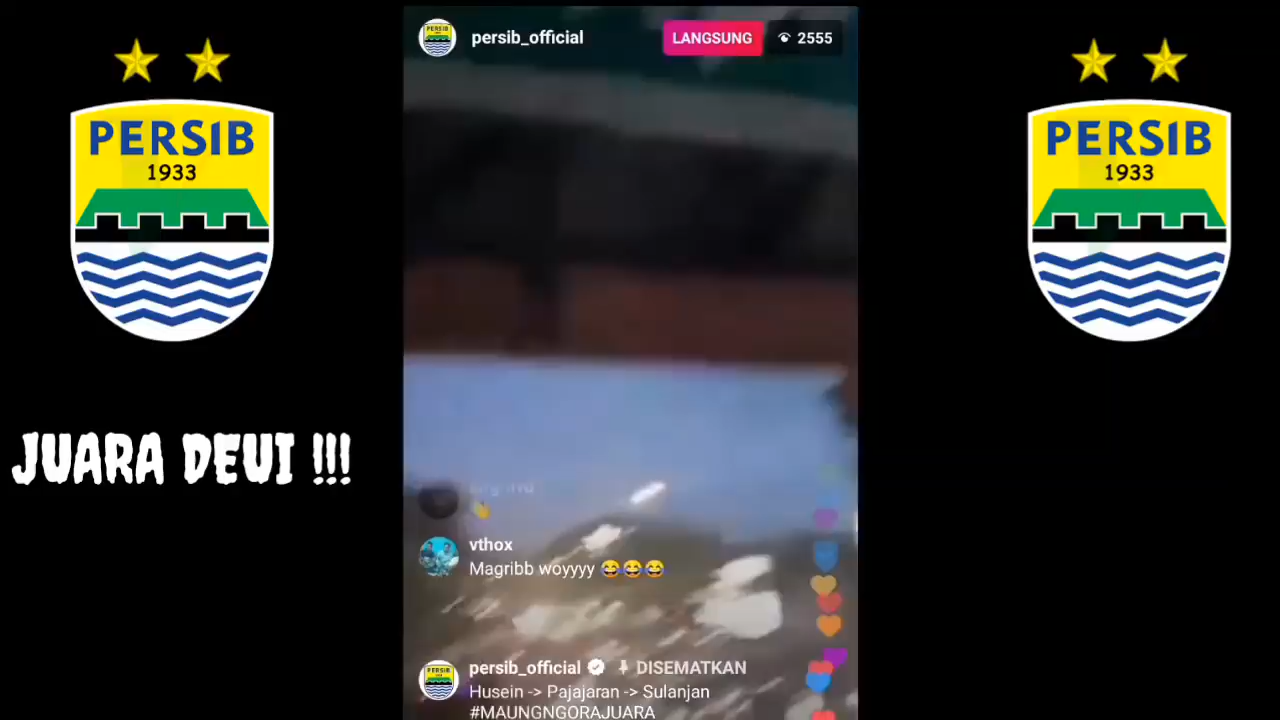 PERSIB
1933
JUARA DEUI !!!
persib_official
LANGSUNG
2555
vthox
Magribb woyyyy 😂😂😂
persib_official
DISEMATKAN
Husein -> Pajajaran -> Sulanjan
#MAUNGNGORAJUARA
PERSIB
1933